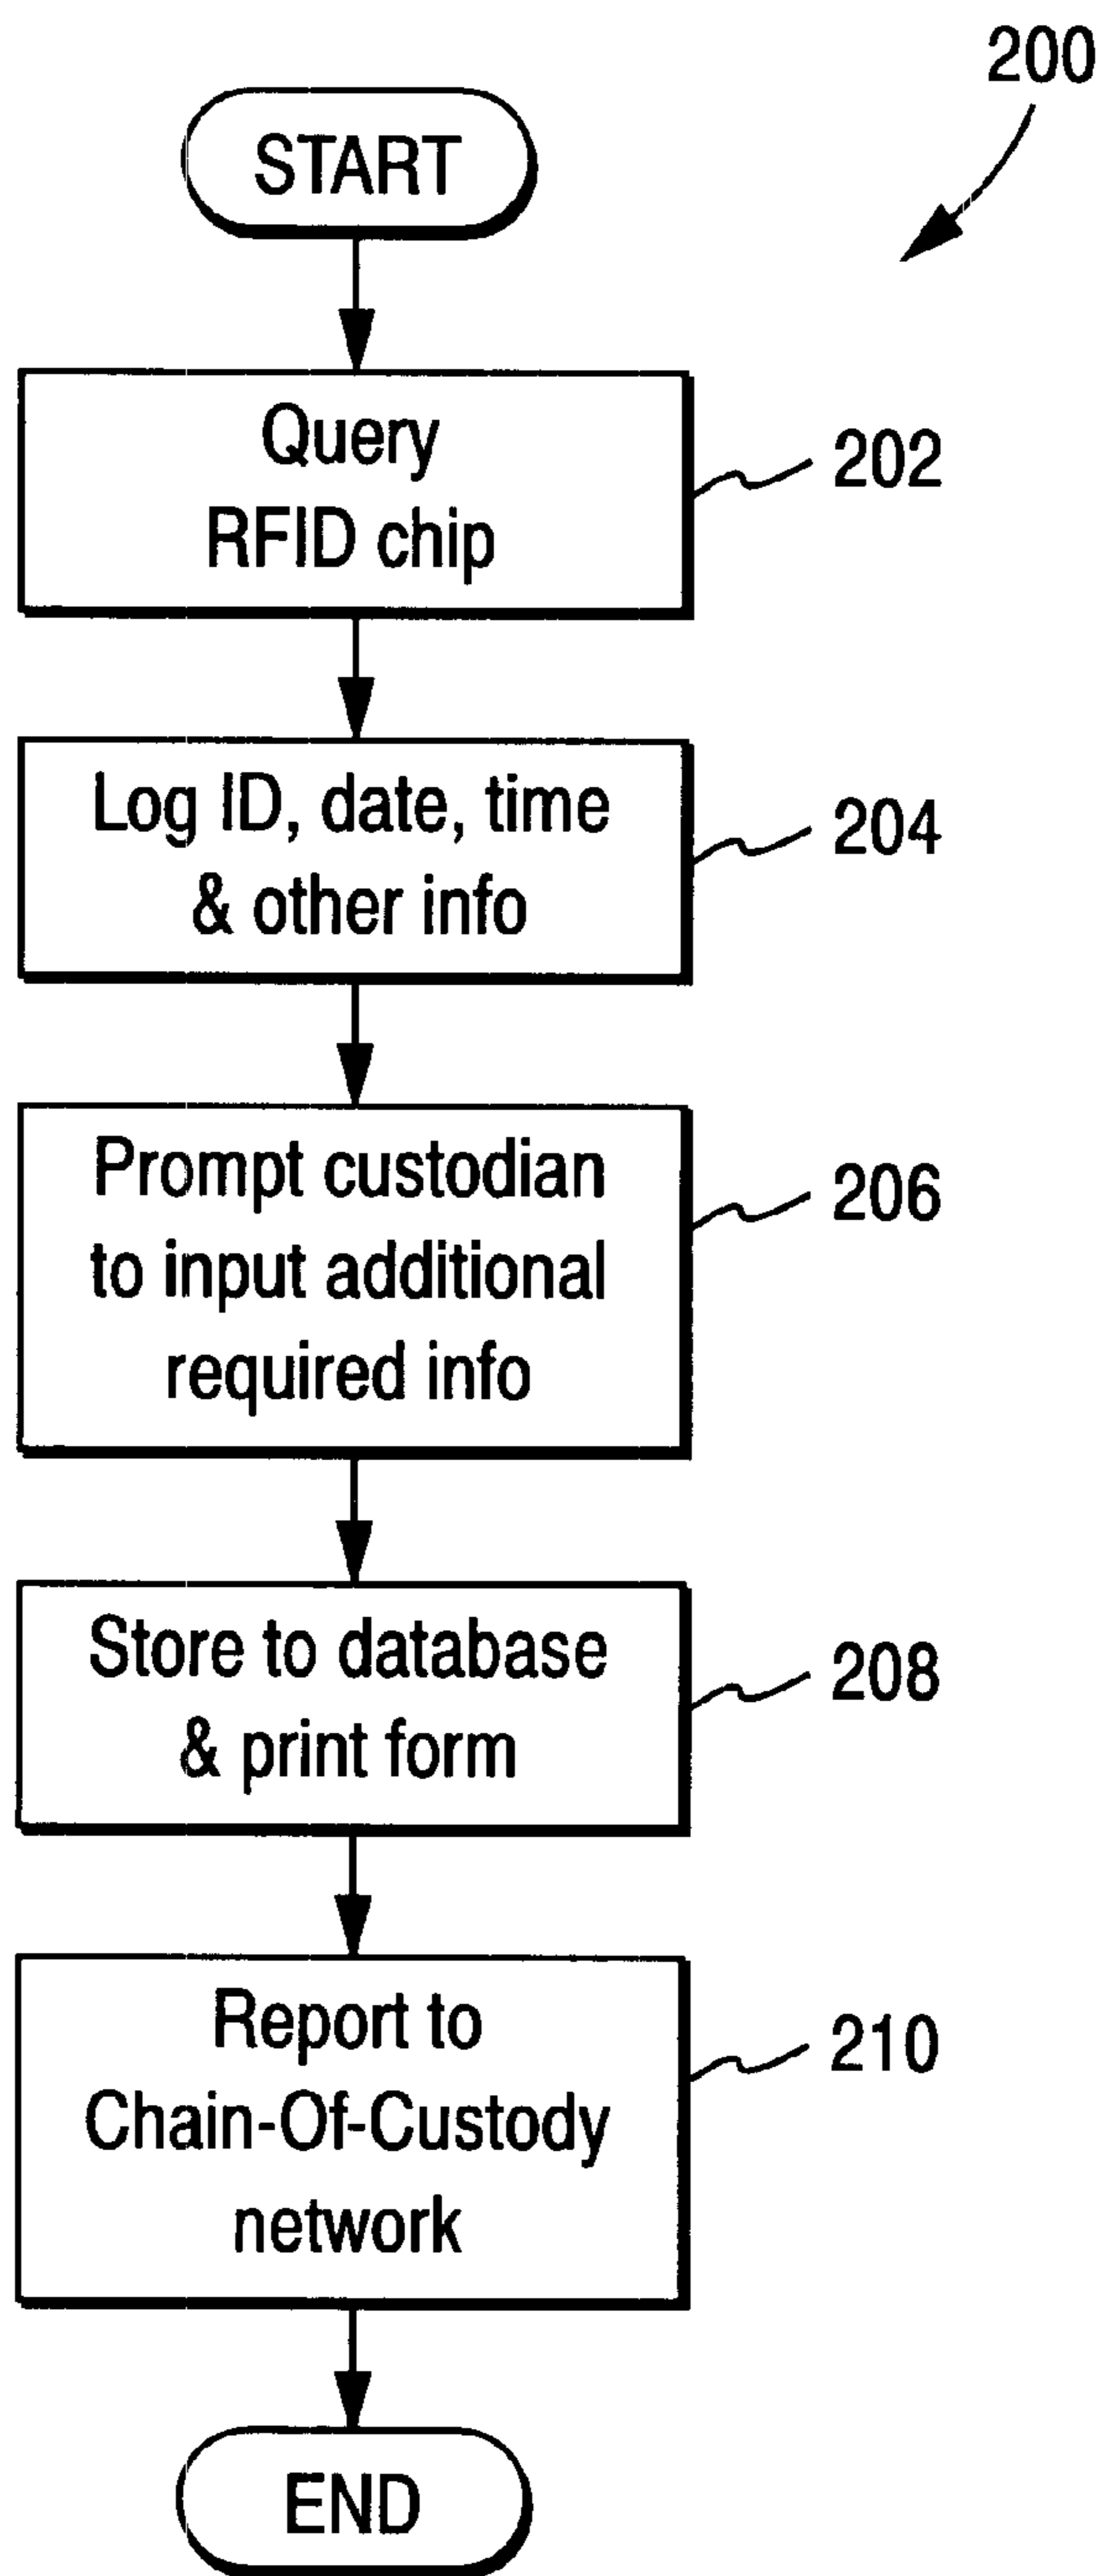 200
START
Query
RFID chip
202
Log ID, date, time
& other info
204
Prompt custodian
to input additional
required info
206
Store to database
& print form
208
Report to
Chain-Of-Custody
network
210
END